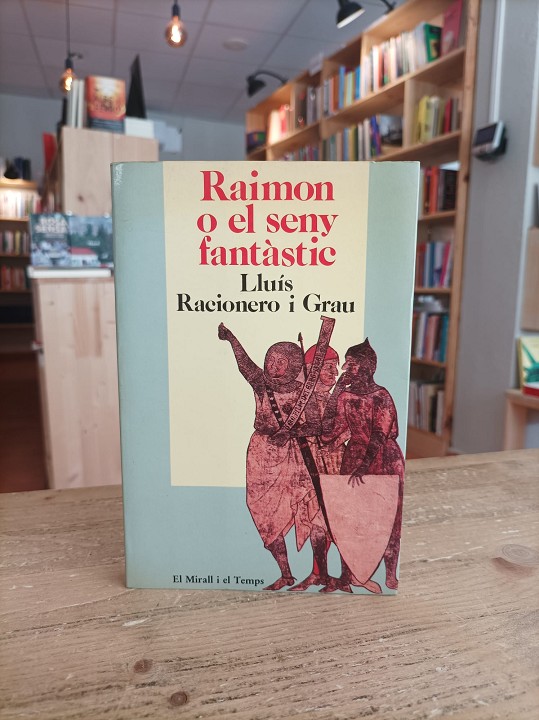 Raimon
o el seny
fantàstic
Lluís
Racionero i Grau
El Mirall i el Temps